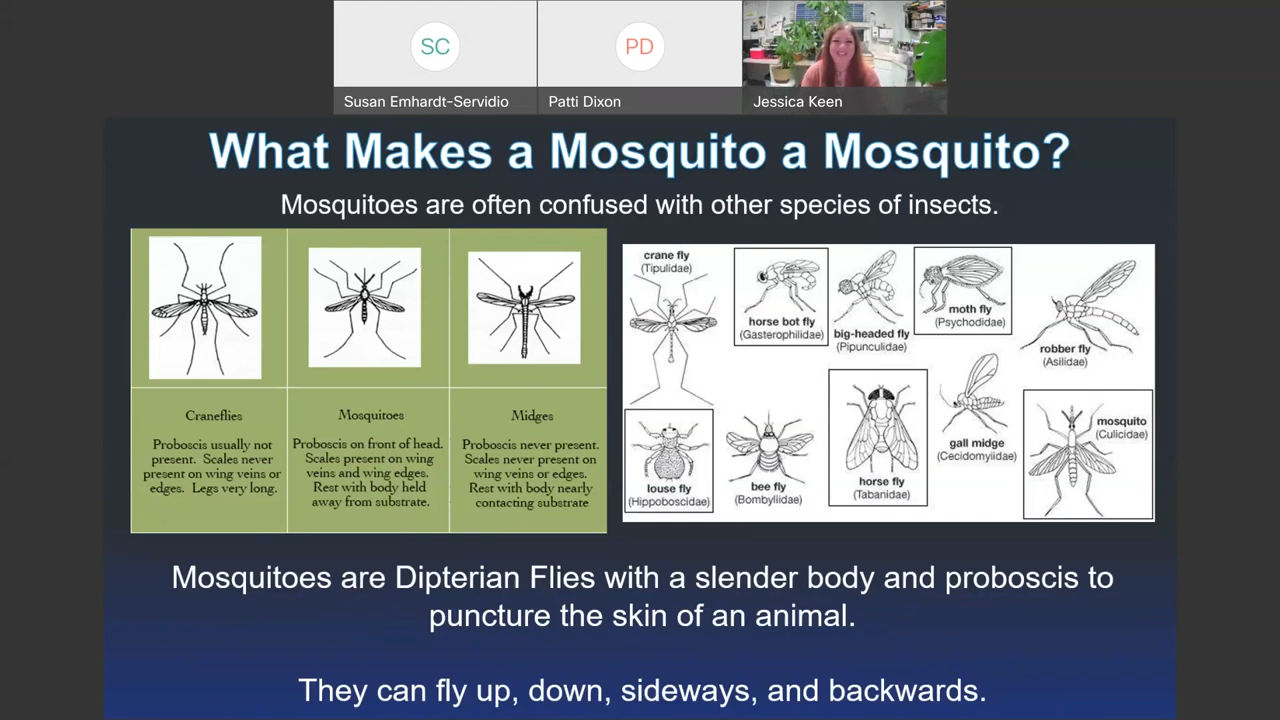 SC
PD
Susan Emhardt-Servidio
Patti Dixon
Jessica Keen
What Makes a Mosquito a Mosquito?
Mosquitoes are often confused with other species of insects.
Craneflies
Proboscis usually not
present. Scales never
present on wing veins or
edges. Legs very long.
Mosquitoes
Proboscis on front of head.
Scales present on wing
veins and wing edges.
Rest with body held
away from substrate.
Midges
Proboscis never present.
Scales never present on
wing veins or edges.
Rest with body nearly
contacting substrate
crane fly
(Tipulidae)
horse bot fly
(Gasterophilidae)
big-headed fly
(Pipunculidae)
moth fly
(Psychodidae)
robber fly
(Asilidae)
louse fly
(Hippoboscidae)
bee fly
(Bombyliidae)
horse fly
(Tabanidae)
gall midge
(Cecidomyiidae)
mosquito
(Culicidae)
Mosquitoes are Dipterian Flies with a slender body and proboscis to
puncture the skin of an animal.
They can fly up, down, sideways, and backwards.